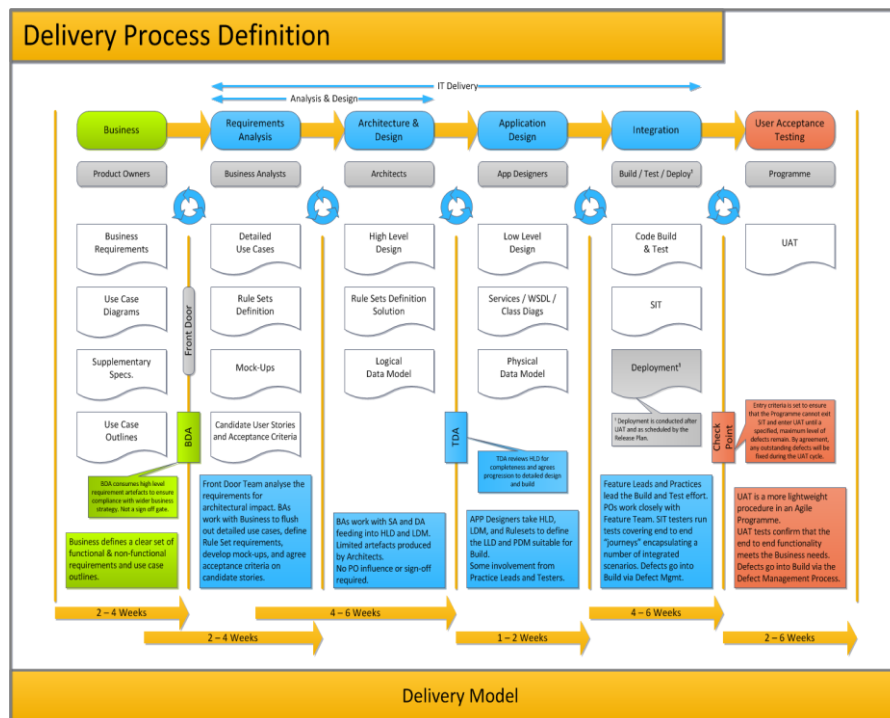 Delivery Process Definition
IT Delivery
Analysis & Design
Business
Requirements
Analysis
Architecture &
Design
Application
Design
Integration
User Acceptance
Testing
Product Owners
Business Analysts
Architects
App Designers
Build / Test / Deploy¹
Programme
Business
Requirements
Detailed
Use Cases
High Level
Design
Low Level
Design
Code Build
& Test
UAT
Use Case
Diagrams
Front Door
Rule Sets
Definition
Rule Sets Definition
Solution
Services / WSDL /
Class Diags
SIT
Supplementary
Specs.
Mock-Ups
Logical
Data Model
Physical
Data Model
Deployment¹
Use Case
Outlines
BDA
Candidate User Stories
and Acceptance Criteria
TDA
¹ Deployment is conducted after
UAT and as scheduled by the
Release Plan.
Check
Point
Entry criteria is set to ensure
that the Programme cannot exit
SIT and enter UAT until a
specified, maximum level of
defects remain. By agreement,
any outstanding defects will be
fixed during the UAT cycle.
BDA consumes high level
requirement artefacts to ensure
compliance with wider business
strategy. Not a sign off gate.
TDA reviews HLD for
completeness and agrees
progression to detailed design
and build
Business defines a clear set of
functional & non-functional
requirements and use case
outlines.
Front Door Team analyse the
requirements for
architectural impact. BAs
work with Business to flush
out detailed use cases, define
Rule Set requirements,
develop mock-ups, and agree
acceptance criteria on
candidate stories.
BAs work with SA and DA
feeding into HLD and LDM.
Limited artefacts produced by
Architects.
No PO influence or sign-off
required.
APP Designers take HLD,
LDM, and Rulesets to define
the LLD and PDM suitable for
Build.
Some involvement from
Practice Leads and Testers.
Feature Leads and Practices
lead the Build and Test effort.
POs work closely with
Feature Team. SIT testers run
tests covering end to end
"journeys" encapsulating a
number of integrated
scenarios. Defects go into
Build via Defect Mgmt.
UAT is a more lightweight
procedure in an Agile
Programme.
UAT tests confirm that the
end to end functionality
meets the Business needs.
Defects go into Build via the
Defect Management Process.
2 – 4 Weeks
4 – 6 Weeks
4 – 6 Weeks
2 – 4 Weeks
1 – 2 Weeks
2 – 6 Weeks
Delivery Model